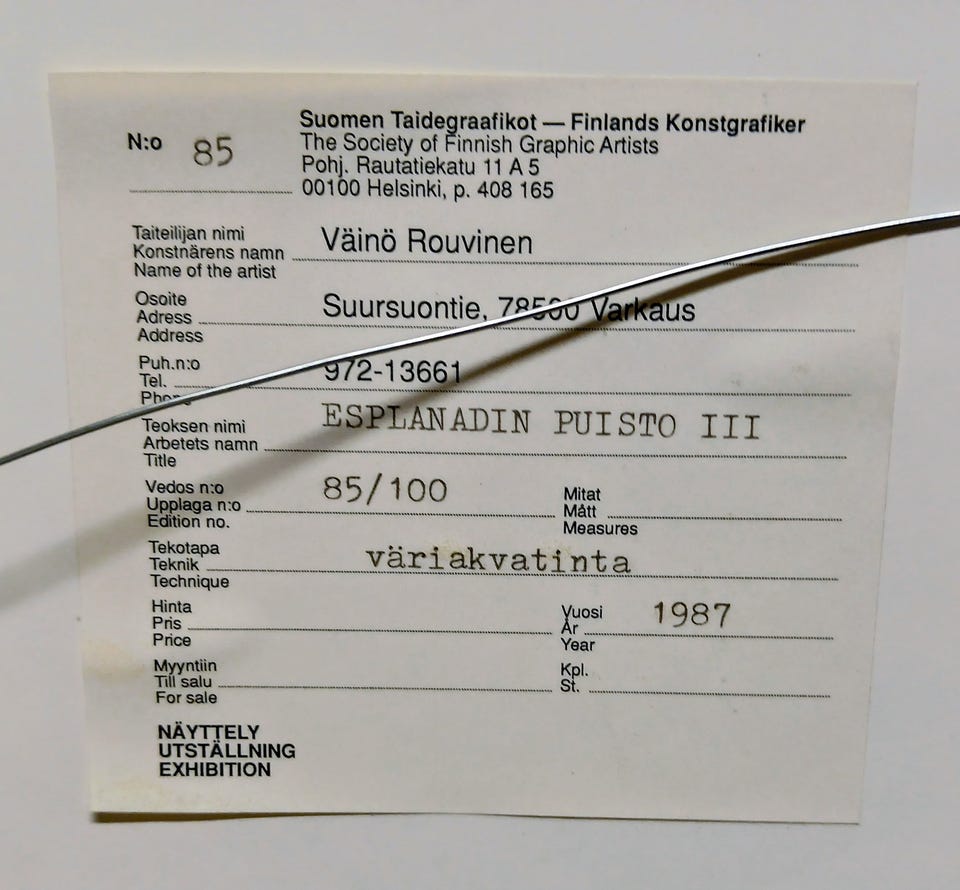 Suomen Taidegraafikot — Finlands Konstgrafiker
N:o 85
The Society of Finnish Graphic Artists
Pohj. Rautatiekatu 11 A 5
00100 Helsinki, p. 408 165
Taiteilijan nimi
Konstnärens namn Väinö Rouvinen
Name of the artist
Osoite
Adress Suursuontie, 78500 Varkaus
Address
Puh.n:o
Tel. 972-13661
Phone
Teoksen nimi ESPLANADIN PUISTO III
Arbetets namn
Title
Vedos n:o 85/100 Mitat
Upplaga n:o Mått
Edition no. Measures
Tekotapa
Teknik väriakvatinta
Technique
Hinta Vuosi 1987
Pris År
Price Year
Myyntiin Kpl.
Till salu St.
For sale
NÄYTTELY
UTSTÄLLNING
EXHIBITION